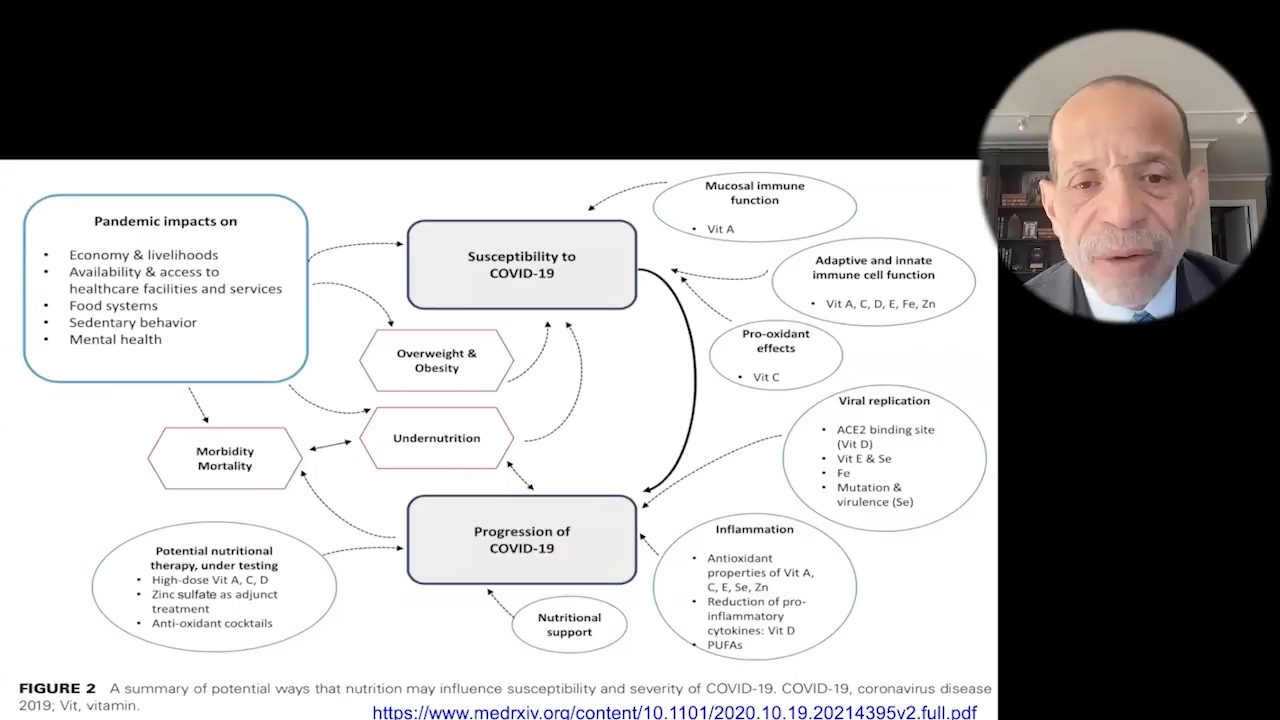 Pandemic impacts on
• Economy & livelihoods
• Availability & access to
healthcare facilities and services
• Food systems
• Sedentary behavior
• Mental health
Susceptibility to
COVID-19
Mucosal immune
function
• Vit A
Adaptive and innate
immune cell function
• Vit A, C, D, E, Fe, Zn
Pro-oxidant
effects
• Vit C
Overweight &
Obesity
Undernutrition
Morbidity
Mortality
Viral replication
• ACE2 binding site
(Vit D)
• Vit E & Se
• Fe
• Mutation &
virulence (Se)
Progression of
COVID-19
Potential nutritional
therapy, under testing
• High-dose Vit A, C, D
• Zinc sulfate as adjunct
treatment
• Anti-oxidant cocktails
Nutritional
support
Inflammation
• Antioxidant
properties of Vit A,
C, E, Se, Zn
• Reduction of pro-
inflammatory
cytokines: Vit D
• PUFAs
FIGURE 2 A summary of potential ways that nutrition may influence susceptibility and severity of COVID-19. COVID-19, coronavirus disease
2019; Vit, vitamin.
https://www.medrxiv.org/content/10.1101/2020.10.19.20214395v2.full.pdf